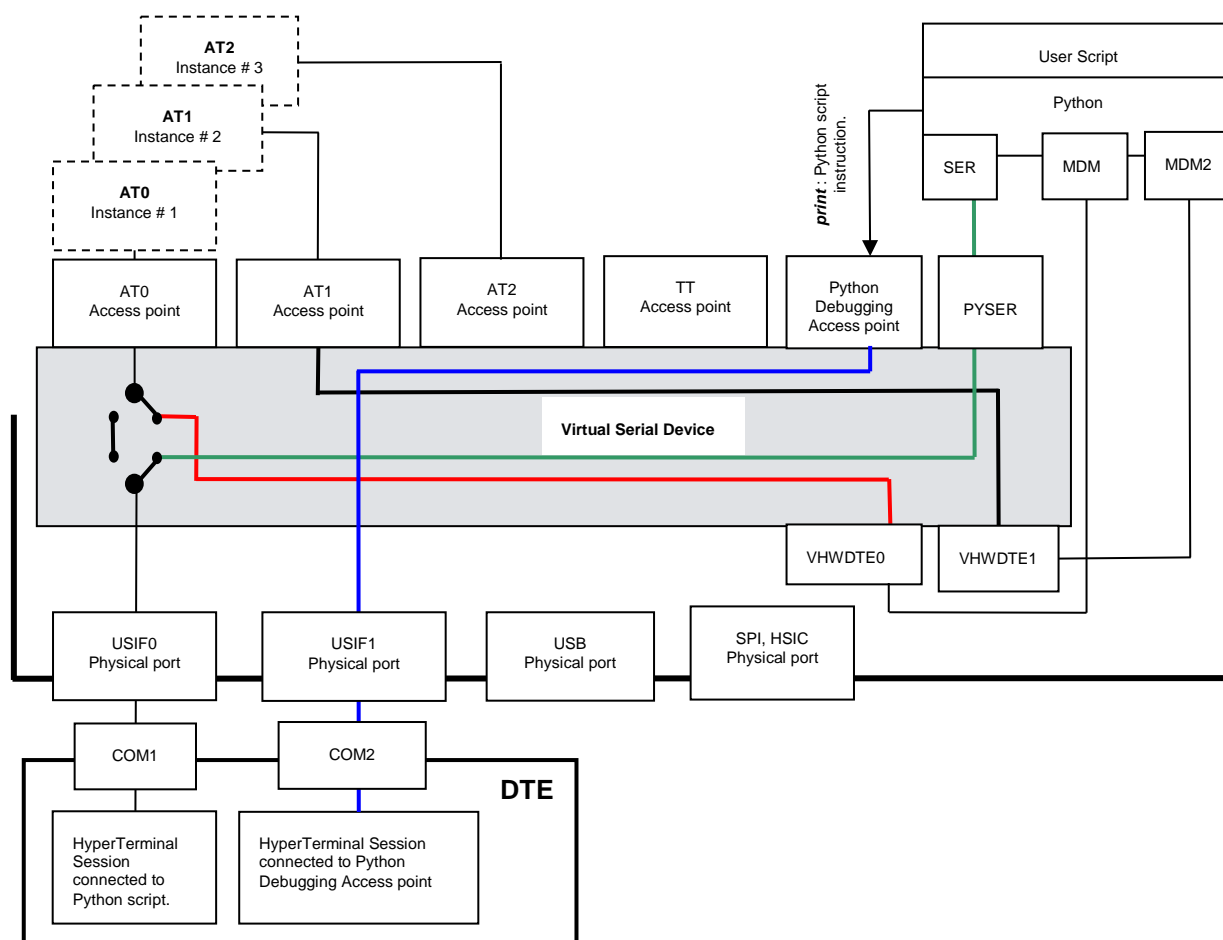 AT2
Instance # 3
AT1
Instance # 2
AT0
Instance # 1
User Script
Python
SER
MDM
MDM2
print : Python script
instruction.
AT0
Access point
AT1
Access point
AT2
Access point
TT
Access point
Python
Debugging
Access point
PYSER
Virtual Serial Device
VHWDTE0
VHWDTE1
USIF0
Physical port
USIF1
Physical port
USB
Physical port
SPI, HSIC
Physical port
COM1
COM2
DTE
HyperTerminal
Session
connected to
Python script.
HyperTerminal Session
connected to Python
Debugging Access point